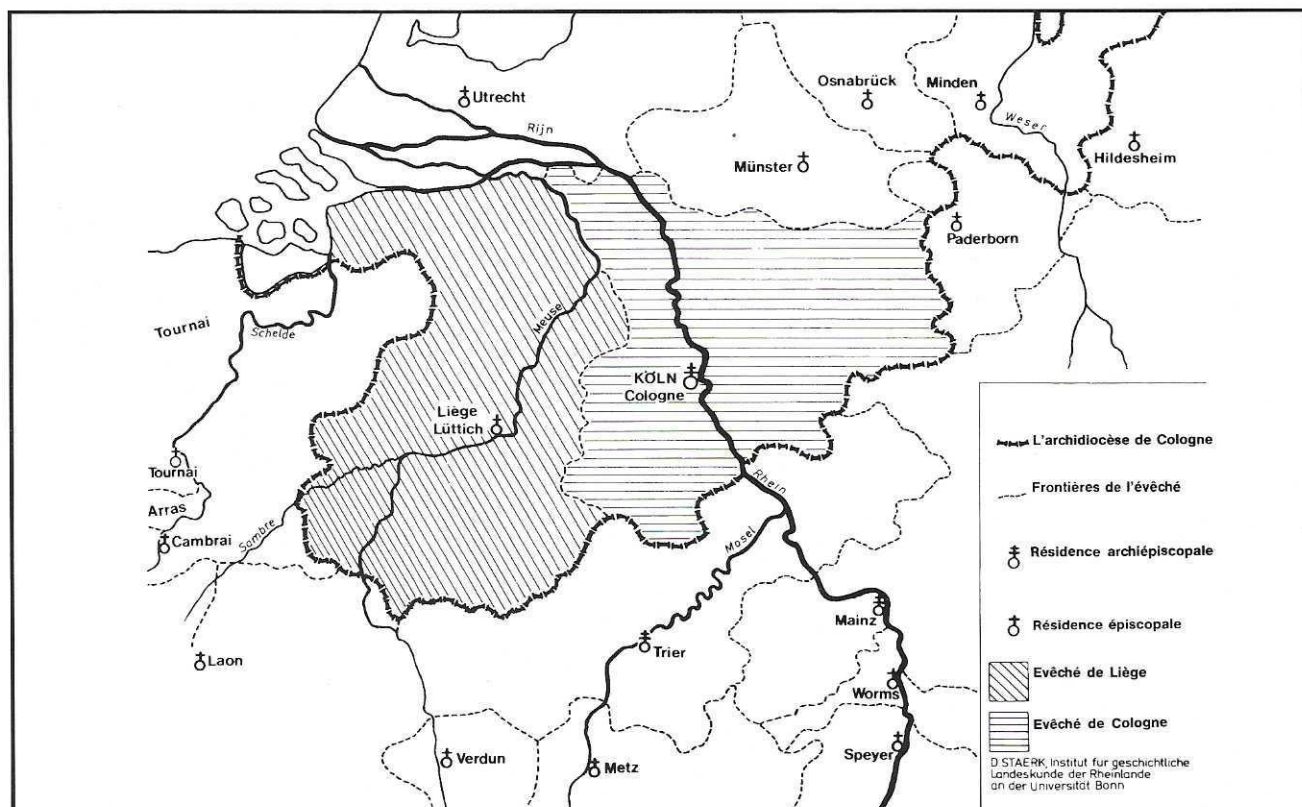 Utrecht
Rijn
Osnabrück
Minden
Weser
Hildesheim
Münster
Paderborn
Tournai
Schelde
Meuse
KÖLN
Cologne
Liège
Lüttich
Tournai
Arras
Cambrai
Sambre
Rhein
Mosel
Laon
Trier
Mainz
Worms
Speyer
Verdun
Metz
L'archidiocèse de Cologne
Frontières de l'évêché
Résidence archiépiscopale
Résidence épiscopale
Evêché de Liège
Evêché de Cologne
D STAERK, Institut fur geschichtliche
Landeskunde der Rheinlande
an der Universität Bonn